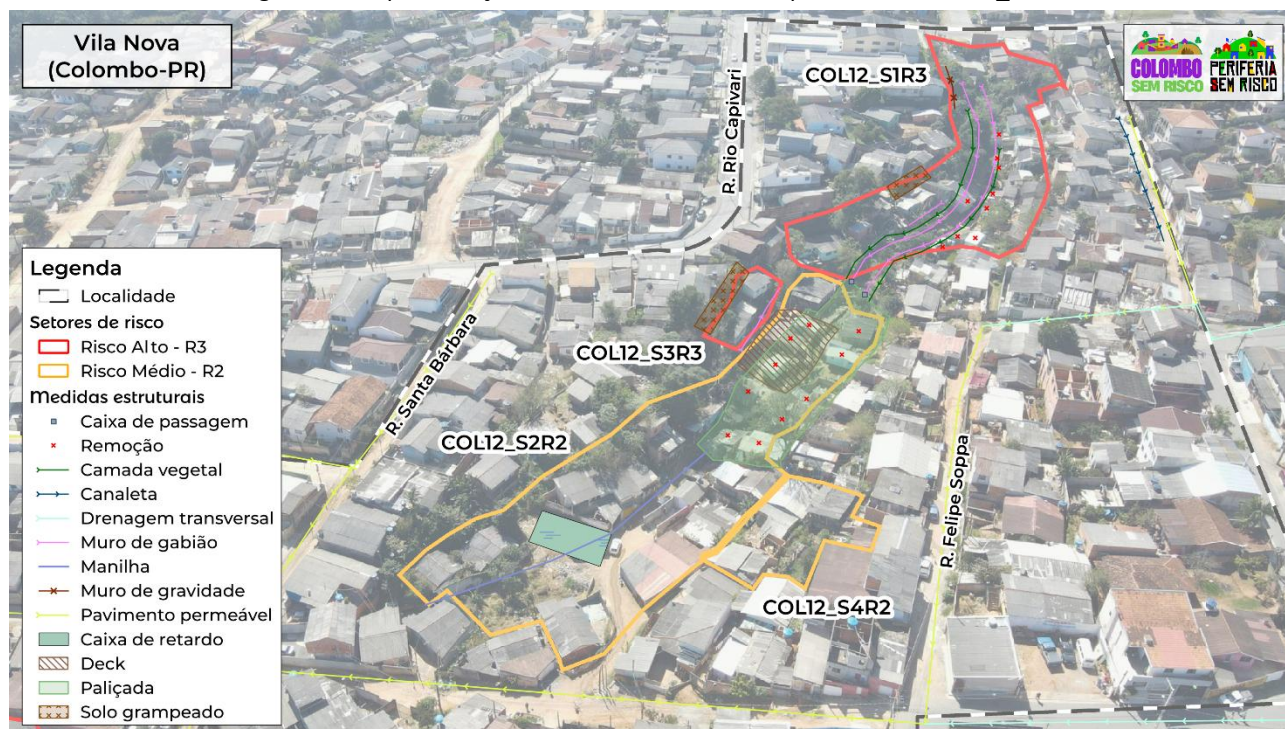 Vila Nova
(Colombo-PR)
COL12_S1R3
COLOMBO
SEM RISCO
PERIFERIA
SEM RISCO
R. Rio Capivari
Legenda
Localidade
Setores de risco
Risco Alto - R3
Risco Médio - R2
Medidas estruturais
Caixa de passagem
Remoção
Camada vegetal
Canaleta
Drenagem transversal
Muro de gabião
Manilha
Muro de gravidade
Pavimento permeável
Caixa de retardo
Deck
Paliçada
Solo grampeado
R. Santa Bárbara
COL12_S3R3
COL12_S2R2
R. Felipe Soppa
COL12_S4R2